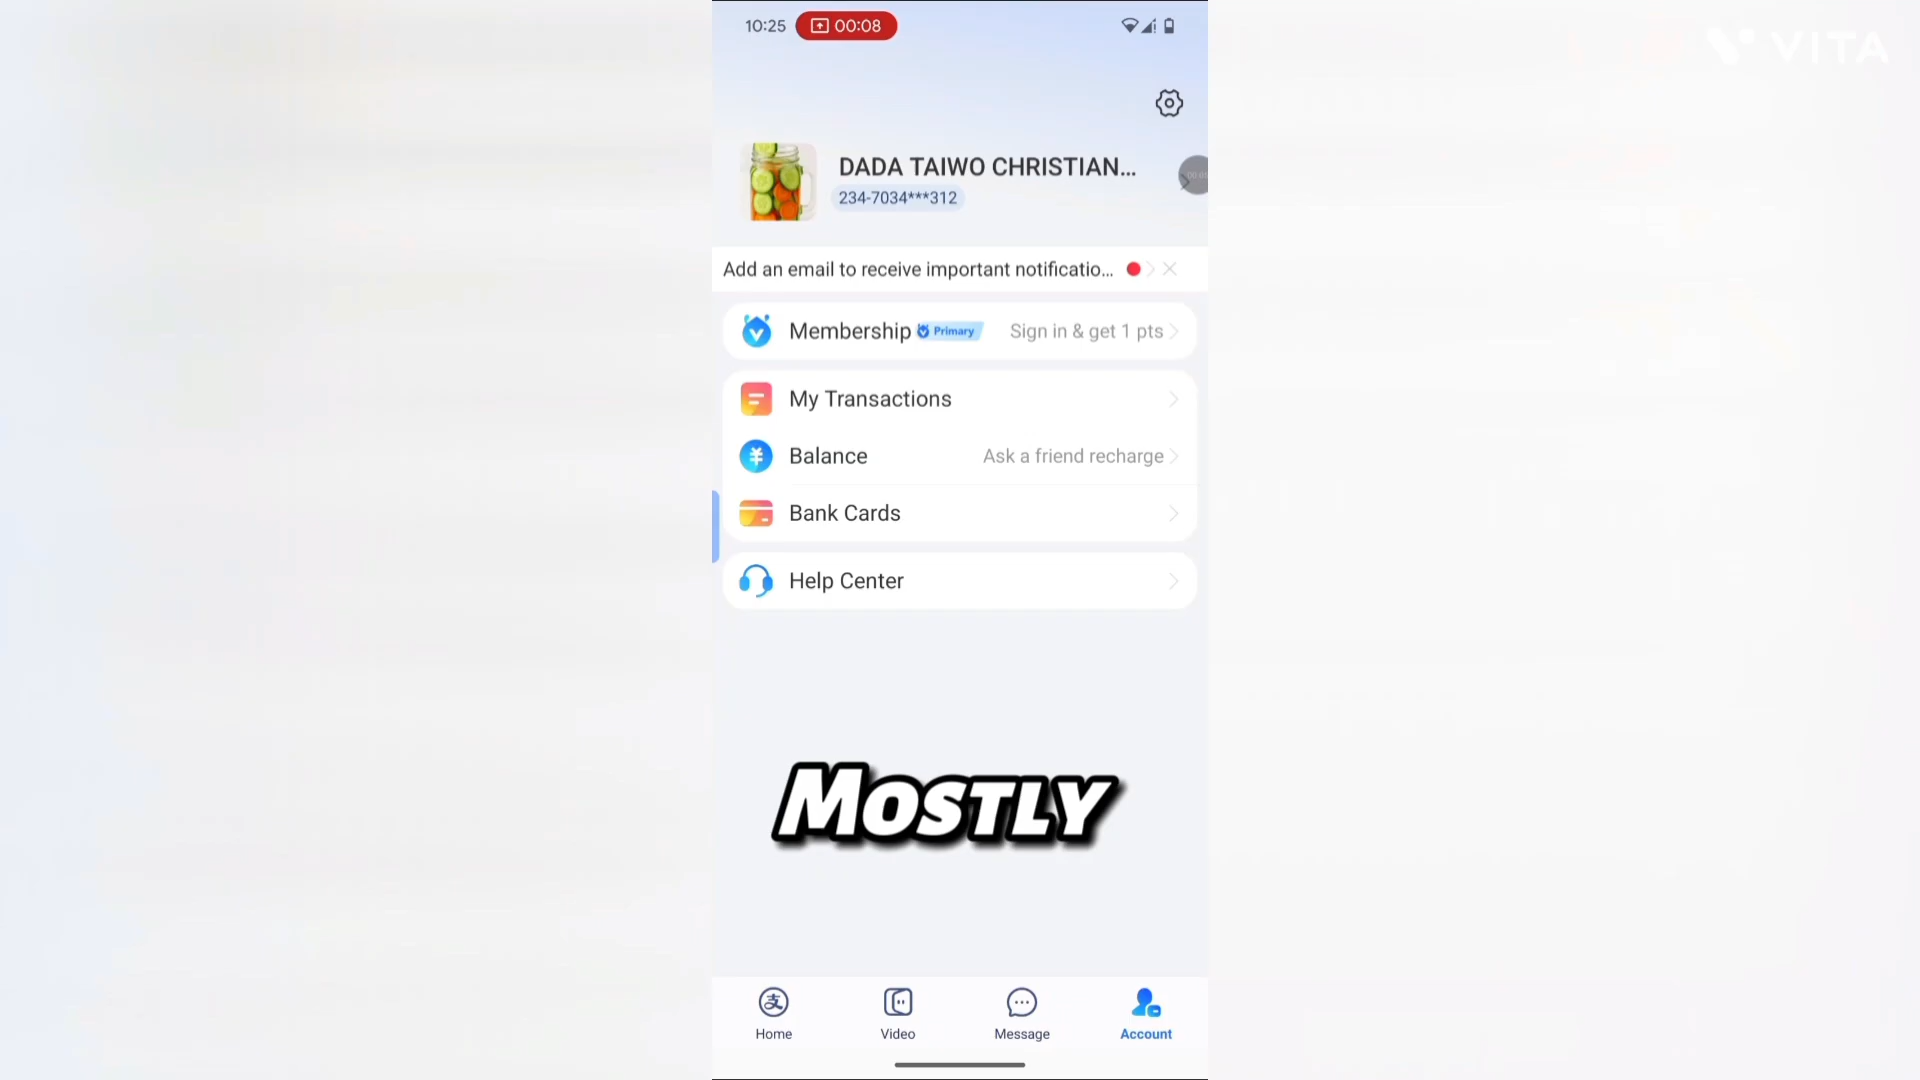 VITA
10:25 00:08
DADA TAIWO CHRISTIAN...
234-7034***312
Add an email to receive important notificatio...
Membership Primary Sign in & get 1 pts
My Transactions
Balance Ask a friend recharge
Bank Cards
Help Center
MOSTLY
支
Home Video Message Account